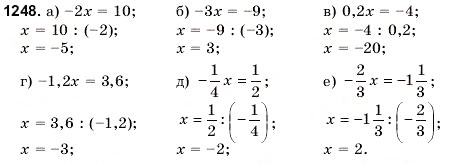 1248. а) −2x = 10; б) −3x = −9; в) 0,2x = −4;
x = 10 : (−2); x = −9 : (−3); x = −4 : 0,2;
x = −5; x = 3; x = −20;
г) −1,2x = 3,6; д) −1/4 x = 1/2; е) −2/3 x = −1 1/3;
x = 3,6 : (−1,2); x = 1/2 : (−1/4); x = −1 1/3 : (−2/3);
x = −3; x = −2; x = 2.